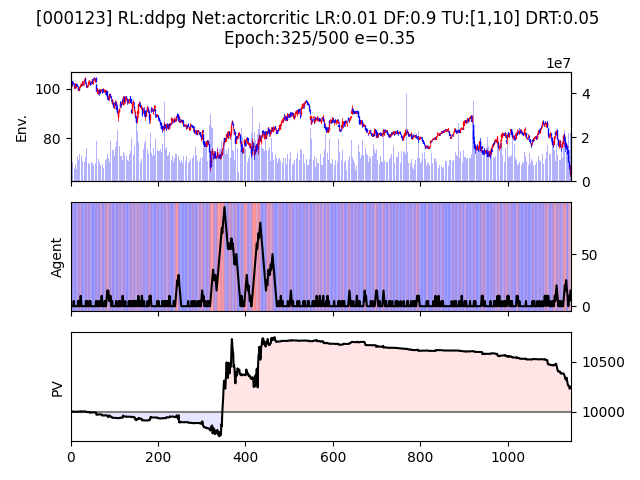 [000123] RL:ddpg Net:actorcritic LR:0.01 DF:0.9 TU:[1,10] DRT:0.05
Epoch:325/500 e=0.35
1e7
Env.
100
80
4
2
0
Agent
50
0
PV
10500
10000
0 200 400 600 800 1000